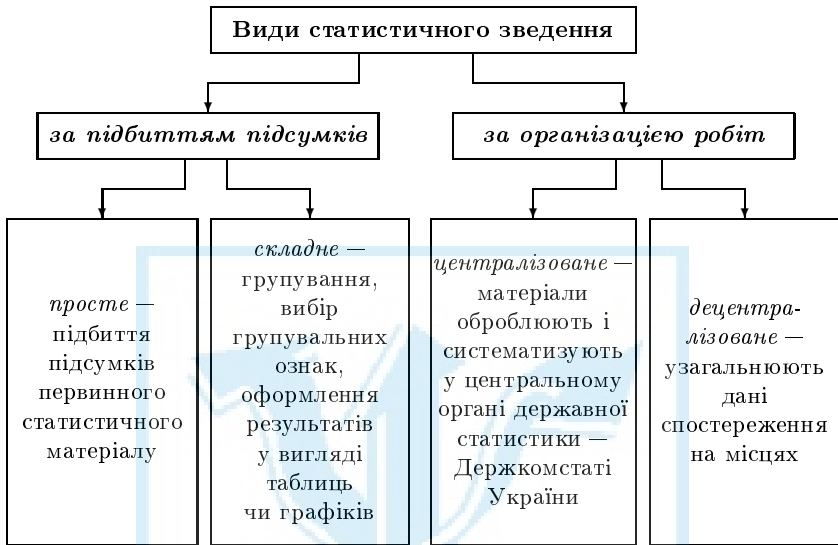 Види статистичного зведення
за підбиттям підсумків
за організацією робіт
просте —
підбиття
підсумків
первинного
статистичного
матеріалу
складне —
групування,
вибір
групувальних
ознак,
оформлення
результатів
у вигляді
таблиць
чи графіків
централізоване —
матеріали
оброблюють і
систематизують
у центральному
органі державної
статистики —
Держкомстаті
України
децентра-
лізоване —
узагальнюють
дані
спостереження
на місцях